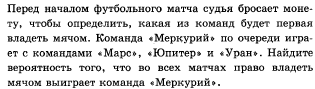 Перед началом футбольного матча судья бросает моне-
ту, чтобы определить, какая из команд будет первая
владеть мячом. Команда «Меркурий» по очереди игра-
ет с командами «Марс», «Юпитер» и «Уран». Найдите
вероятность того, что во всех матчах право владеть
мячом выиграет команда «Меркурий».